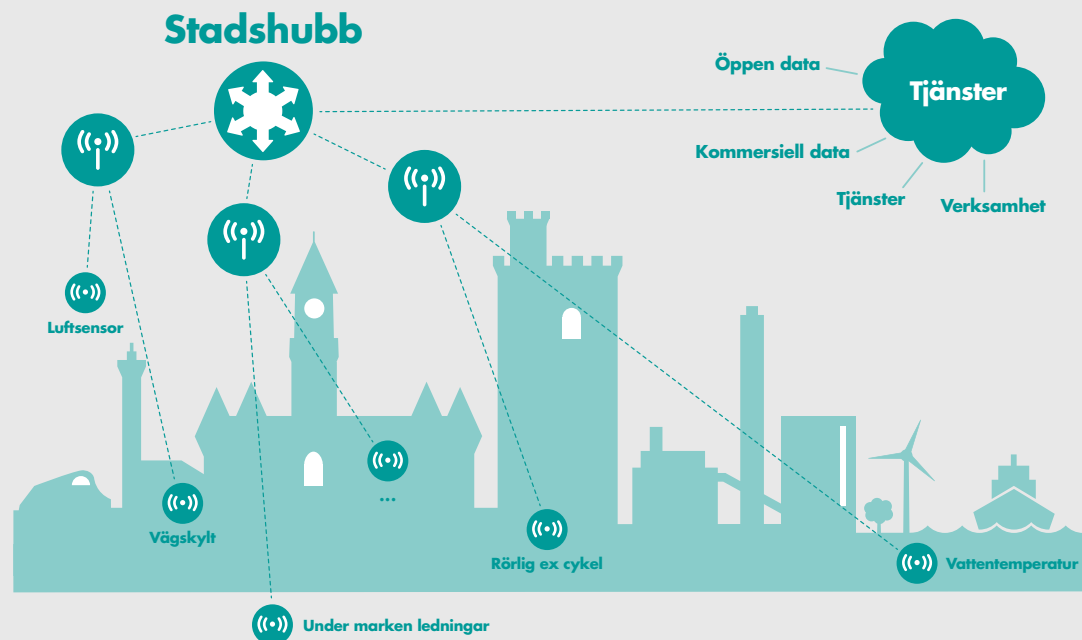 Stadshubb
Öppen data
Tjänster
Kommersiell data
Tjänster
Verksamhet
Luftsensor
...
Vägskylt
Rörlig ex cykel
Vattentemperatur
Under marken ledningar